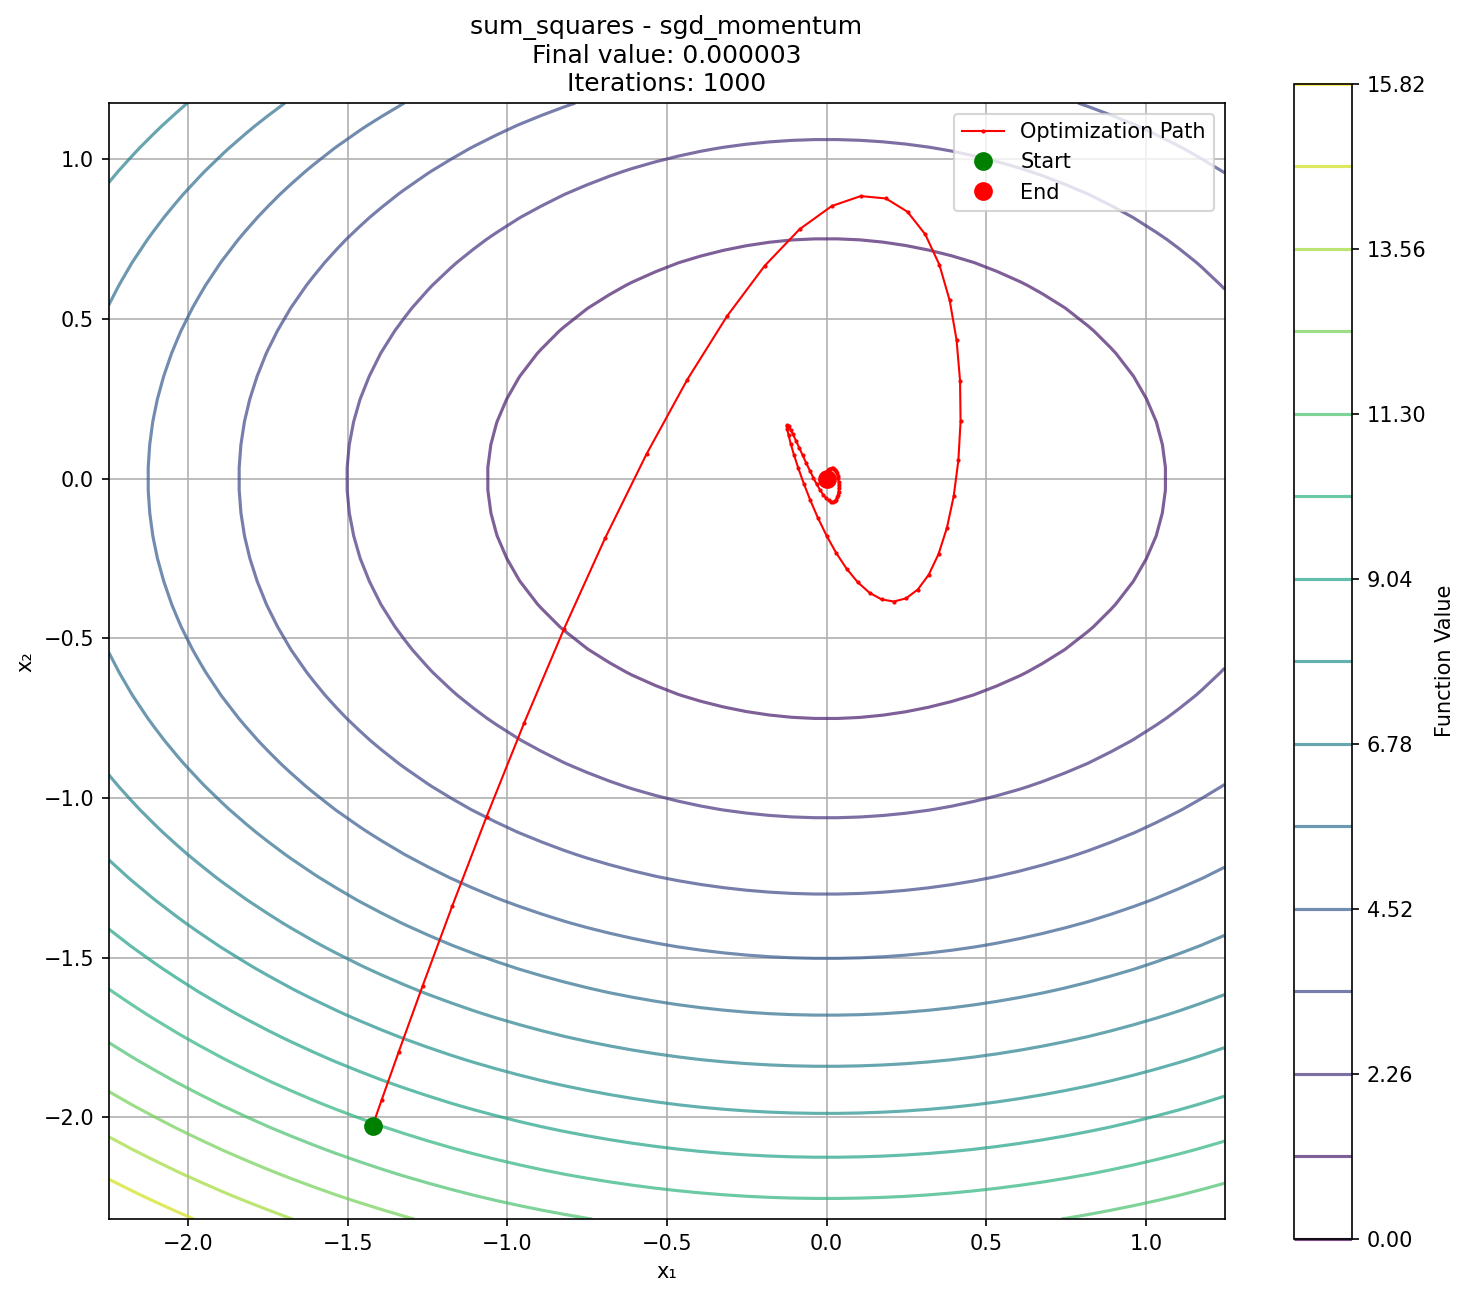 sum_squares - sgd_momentum
Final value: 0.000003
Iterations: 1000
Optimization Path
Start
End
1.0
0.5
0.0
−0.5
−1.0
−1.5
−2.0
x₂
−2.0
−1.5
−1.0
−0.5
0.0
0.5
1.0
x₁
15.82
13.56
11.30
9.04
6.78
4.52
2.26
0.00
Function Value